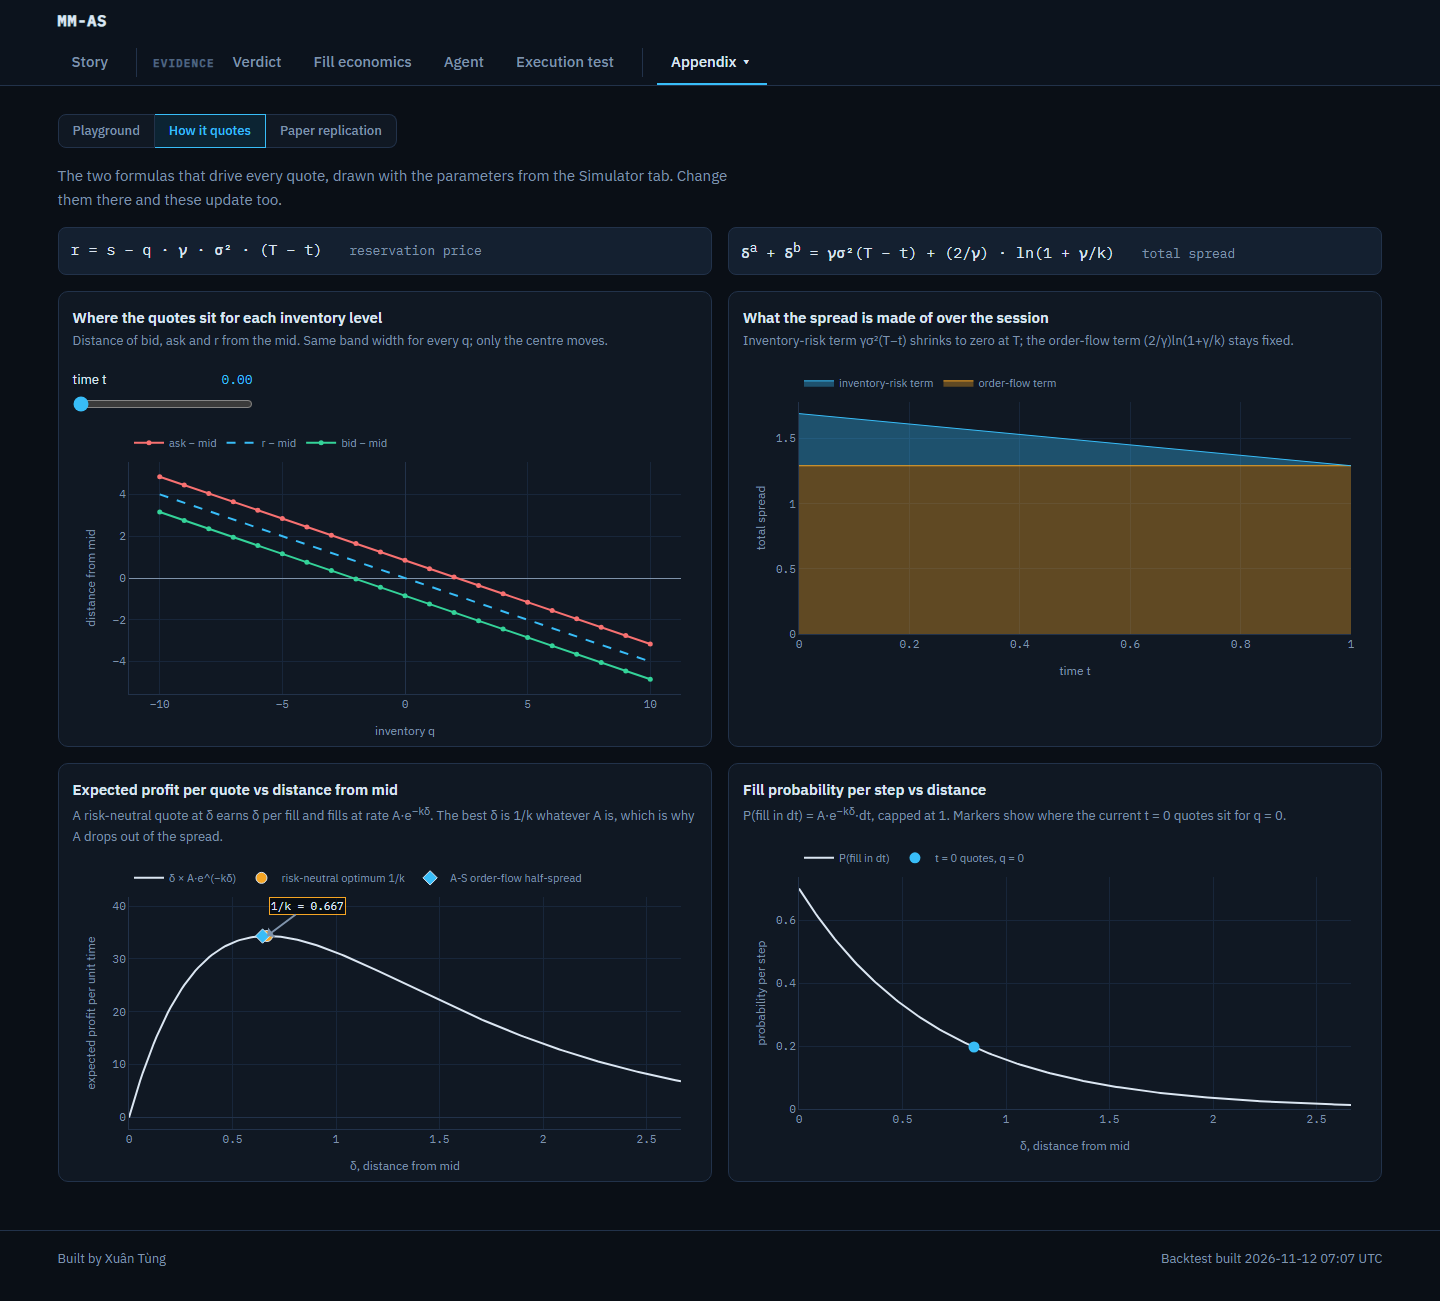 MM-AS
Story EVIDENCE Verdict Fill economics Agent Execution test Appendix ▾
Playground How it quotes Paper replication
The two formulas that drive every quote, drawn with the parameters from the Simulator tab. Change
them there and these update too.
r = s − q · γ · σ² · (T − t) reservation price
δᵃ + δᵇ = γσ²(T − t) + (2/γ) · ln(1 + γ/k) total spread
Where the quotes sit for each inventory level
Distance of bid, ask and r from the mid. Same band width for every q; only the centre moves.
time t 0.00
ask − mid r − mid bid − mid
4
2
0
−2
−4
distance from mid
−10 −5 0 5 10
inventory q
What the spread is made of over the session
Inventory-risk term γσ²(T−t) shrinks to zero at T; the order-flow term (2/γ)ln(1+γ/k) stays fixed.
inventory-risk term order-flow term
1.5
1
0.5
0
total spread
0 0.2 0.4 0.6 0.8 1
time t
Expected profit per quote vs distance from mid
A risk-neutral quote at δ earns δ per fill and fills at rate A·e⁻ᵏᵟ. The best δ is 1/k whatever A is, which is why
A drops out of the spread.
δ × A·e^(−kδ) risk-neutral optimum 1/k A-S order-flow half-spread
1/k = 0.667
40
30
20
10
0
expected profit per unit time
0 0.5 1 1.5 2 2.5
δ, distance from mid
Fill probability per step vs distance
P(fill in dt) = A·e⁻ᵏᵟ·dt, capped at 1. Markers show where the current t = 0 quotes sit for q = 0.
P(fill in dt) t = 0 quotes, q = 0
0.6
0.4
0.2
0
probability per step
0 0.5 1 1.5 2 2.5
δ, distance from mid
Built by Xuân Tùng
Backtest built 2026-11-12 07:07 UTC